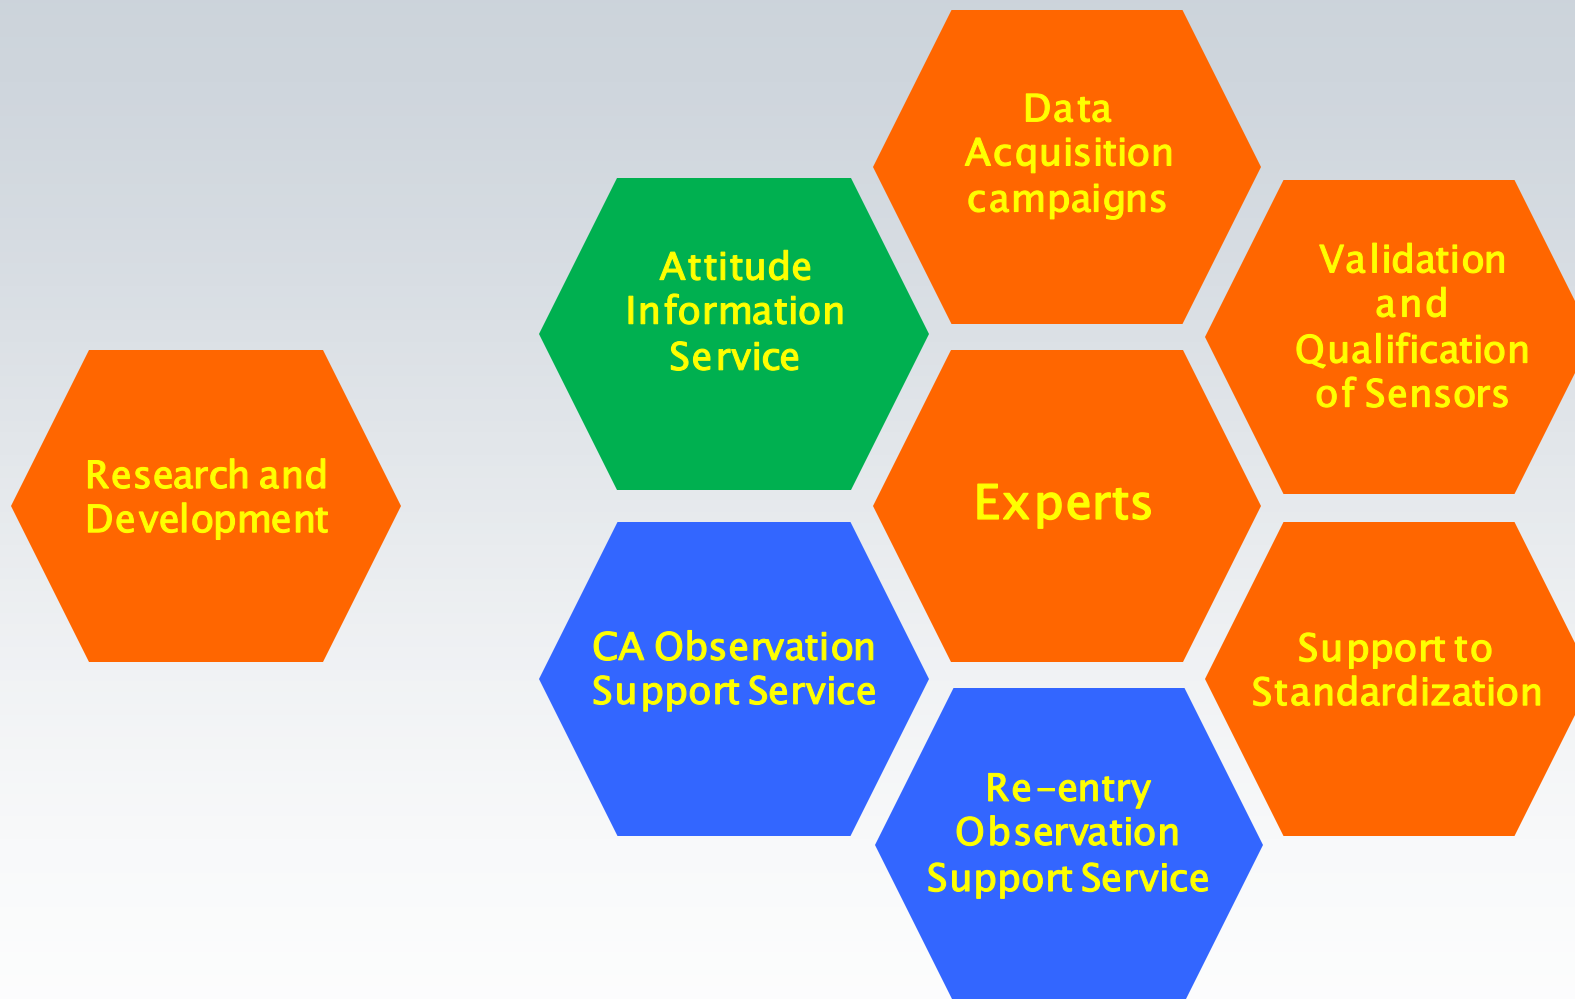 Data
Acquisition
campaigns
Attitude
Information
Service
Validation
and
Qualification
of Sensors
Research and
Development
Experts
CA Observation
Support Service
Support to
Standardization
Re-entry
Observation
Support Service